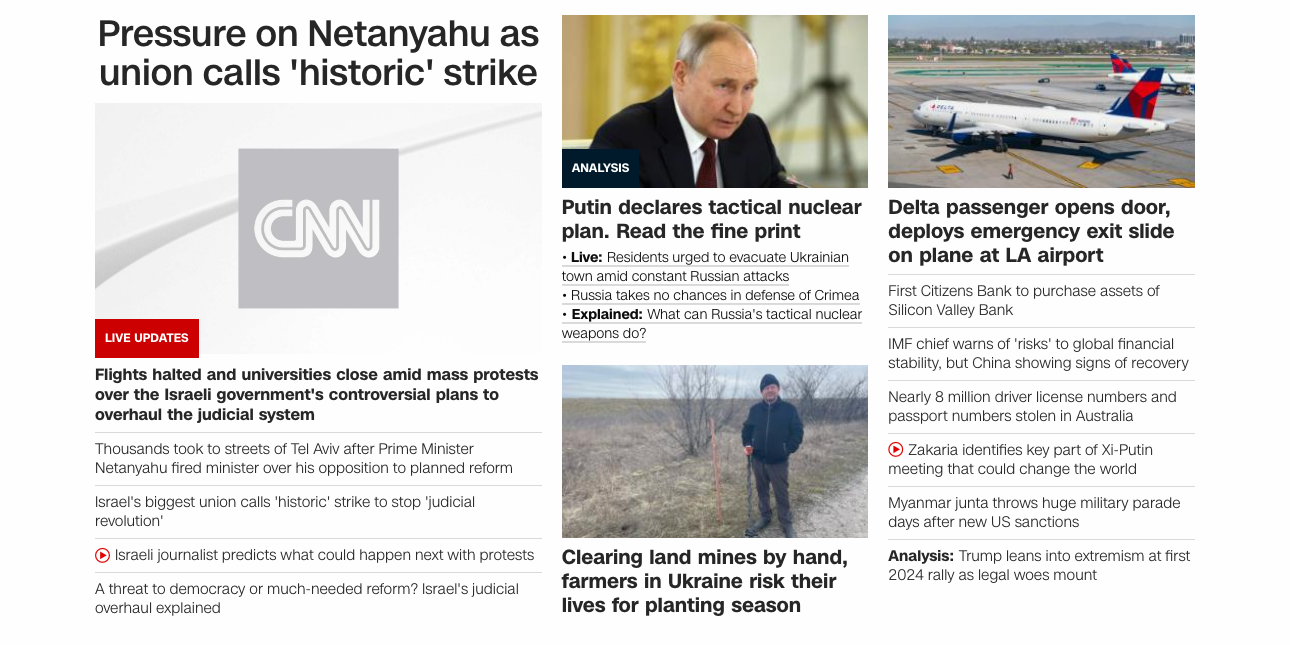 Pressure on Netanyahu as
union calls 'historic' strike
CNN
LIVE UPDATES
Flights halted and universities close amid mass protests
over the Israeli government's controversial plans to
overhaul the judicial system
Thousands took to streets of Tel Aviv after Prime Minister
Netanyahu fired minister over his opposition to planned reform
Israel's biggest union calls 'historic' strike to stop 'judicial
revolution'
Israeli journalist predicts what could happen next with protests
A threat to democracy or much-needed reform? Israel's judicial
overhaul explained
ANALYSIS
Putin declares tactical nuclear
plan. Read the fine print
• Live: Residents urged to evacuate Ukrainian
town amid constant Russian attacks
• Russia takes no chances in defense of Crimea
• Explained: What can Russia's tactical nuclear
weapons do?
Clearing land mines by hand,
farmers in Ukraine risk their
lives for planting season
DELTA
Delta passenger opens door,
deploys emergency exit slide
on plane at LA airport
First Citizens Bank to purchase assets of
Silicon Valley Bank
IMF chief warns of 'risks' to global financial
stability, but China showing signs of recovery
Nearly 8 million driver license numbers and
passport numbers stolen in Australia
Zakaria identifies key part of Xi-Putin
meeting that could change the world
Myanmar junta throws huge military parade
days after new US sanctions
Analysis: Trump leans into extremism at first
2024 rally as legal woes mount